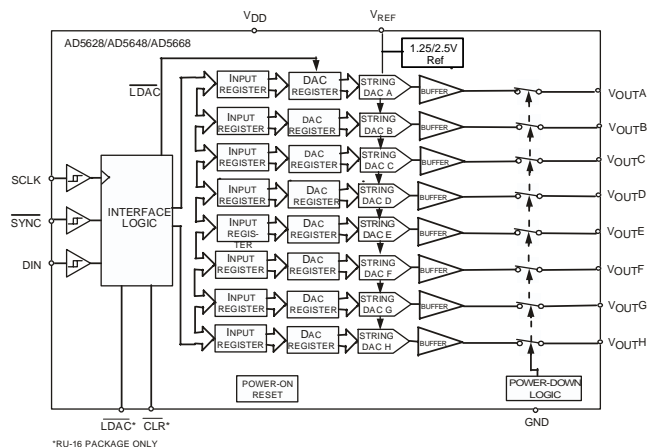 VDD
VREF
AD5628/AD5648/AD5668
1.25/2.5V
Ref
LDAC
INPUT
REGISTER
DAC
REGISTER
STRING
DAC A
BUFFER
VOUTA
INPUT
REGISTER
DAC
REGISTER
STRING
DAC B
BUFFER
VOUTB
INPUT
REGISTER
DAC
REGISTER
STRING
DAC C
BUFFER
VOUTC
SCLK
INPUT
REGISTER
DAC
REGISTER
STRING
DAC D
BUFFER
VOUTD
SYNC
INTERFACE
LOGIC
INPUT
REGIS-
TER
DAC
REGISTER
STRING
DAC E
BUFFER
VOUTE
DIN
INPUT
REGISTER
DAC
REGISTER
STRING
DAC F
BUFFER
VOUTF
INPUT
REGISTER
DAC
REGISTER
STRING
DAC G
BUFFER
VOUTG
INPUT
REGISTER
DAC
REGISTER
STRING
DAC H
BUFFER
VOUTH
POWER-ON
RESET
POWER-DOWN
LOGIC
LDAC*
CLR*
GND
*RU-16 PACKAGE ONLY